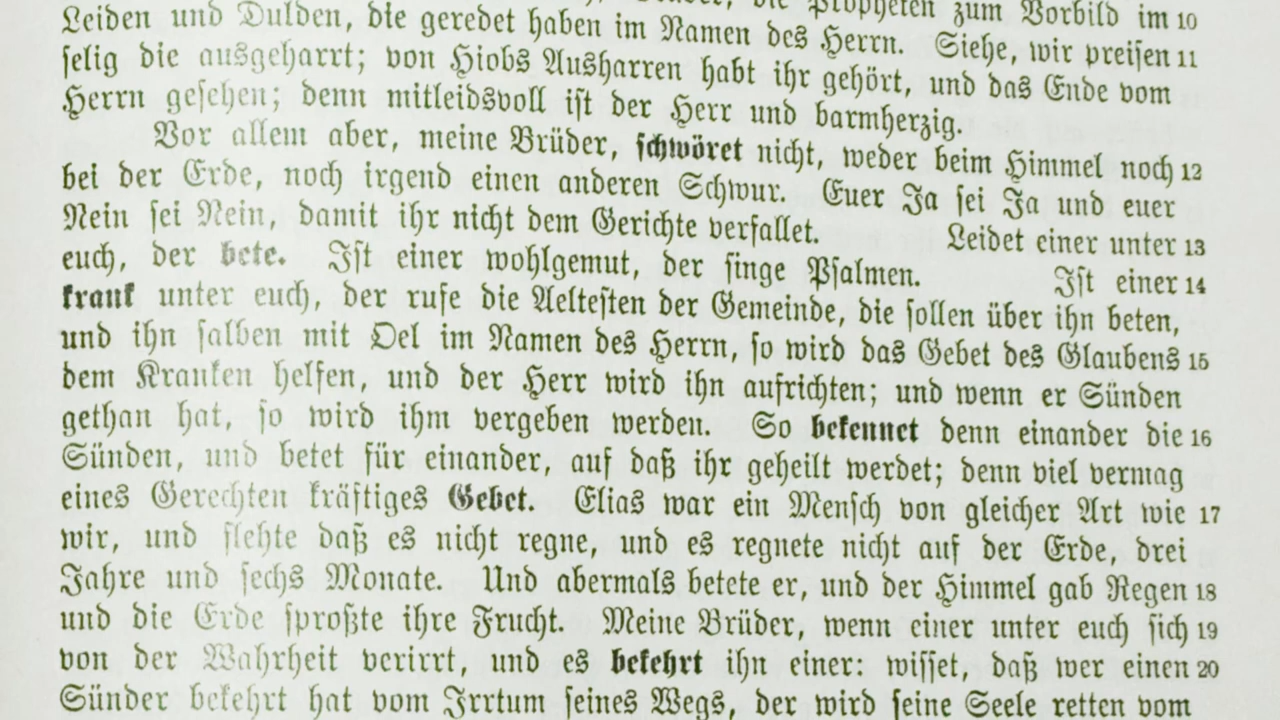 Leiden und Dulden, die geredet haben im Namen des Herrn. Siehe, wir preisen 11
selig die ausgeharrt; von Hiobs Ausharren habt ihr gehört, und das Ende vom
Herrn gesehen; denn mitleidsvoll ist der Herr und barmherzig.
Vor allem aber, meine Brüder, schwöret nicht, weder beim Himmel noch 12
bei der Erde, noch irgend einen anderen Schwur. Euer Ja sei Ja und euer
Nein sei Nein, damit ihr nicht dem Gerichte verfallet. Leidet einer unter 13
euch, der bete. Ist einer wohlgemut, der singe Psalmen. Ist einer 14
krank unter euch, der rufe die Aeltesten der Gemeinde, die sollen über ihn beten,
und ihn salben mit Oel im Namen des Herrn, so wird das Gebet des Glaubens 15
dem Kranken helfen, und der Herr wird ihn aufrichten; und wenn er Sünden
gethan hat, so wird ihm vergeben werden. So bekennet denn einander die 16
Sünden, und betet für einander, auf daß ihr geheilt werdet; denn viel vermag
eines Gerechten kräftiges Gebet. Elias war ein Mensch von gleicher Art wie 17
wir, und flehte daß es nicht regne, und es regnete nicht auf der Erde, drei
Jahre und sechs Monate. Und abermals betete er, und der Himmel gab Regen 18
und die Erde sproßte ihre Frucht. Meine Brüder, wenn einer unter euch sich 19
von der Wahrheit verirrt, und es bekehrt ihn einer: wisset, daß wer einen 20
Sünder bekehrt hat vom Irrtum seines Wegs, der wird seine Seele retten vom